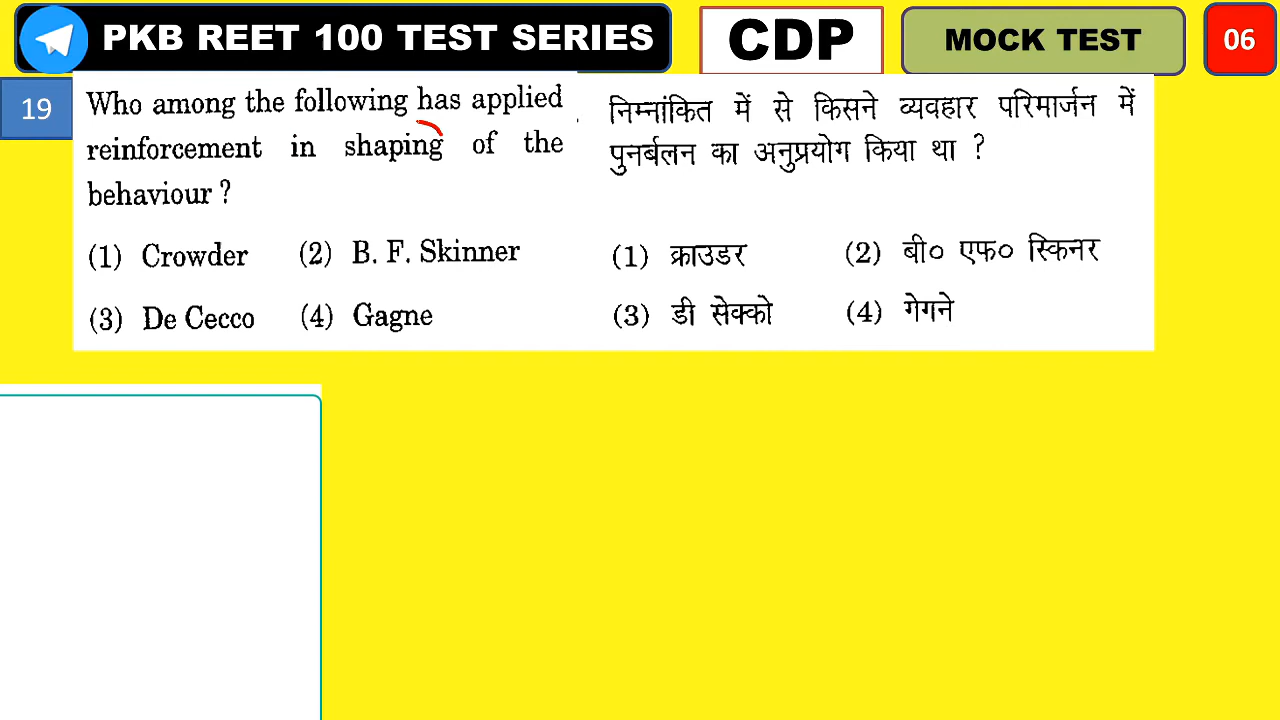 PKB REET 100 TEST SERIES
CDP
MOCK TEST
06
19
Who among the following has applied
reinforcement in shaping of the
behaviour ?
(1) Crowder (2) B. F. Skinner
(3) De Cecco (4) Gagne
निम्नांकित में से किसने व्यवहार परिमार्जन में
पुनर्बलन का अनुप्रयोग किया था ?
(1) क्राउडर (2) बी० एफ० स्किनर
(3) डी सेक्को (4) गेगने